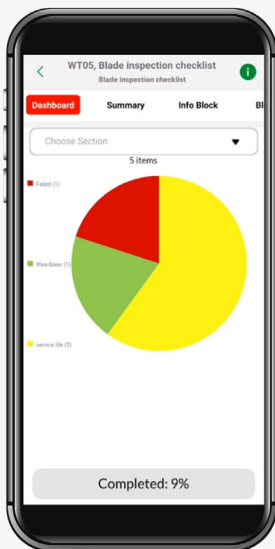 WT05, Blade inspection checklist
Blade inspection checklist
i
Dashboard Summary Info Block Bl
Choose Section
5 items
Failed (1)
Wear&tear (1)
service life (3)
Completed: 9%